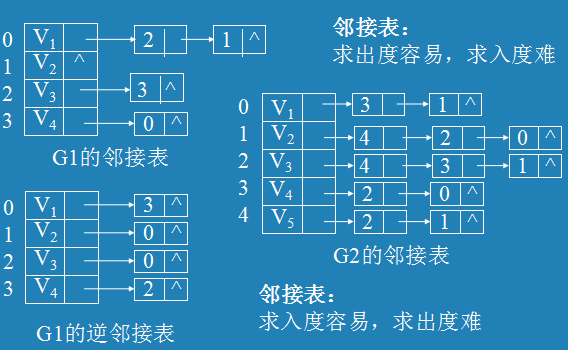 0 V1 2 1 ^
1 V2 ^
2 V3 3 ^
3 V4 0 ^
G1的邻接表
邻接表：
求出度容易，求入度难
0 V1 3 1 ^
1 V2 4 2 0 ^
2 V3 4 3 1 ^
3 V4 2 0 ^
4 V5 2 1 ^
G2的邻接表
0 V1 3 ^
1 V2 0 ^
2 V3 0 ^
3 V4 2 ^
G1的逆邻接表
邻接表：
求入度容易，求出度难